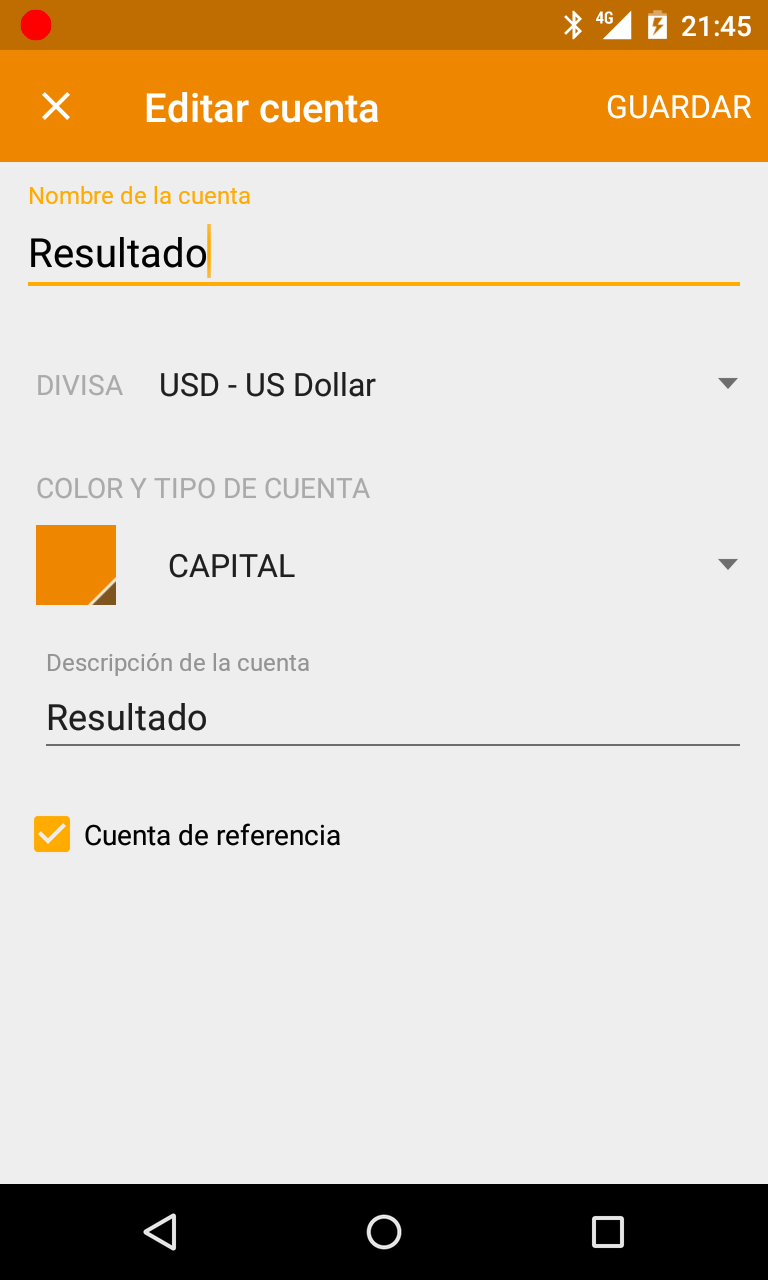 4G 21:45
Editar cuenta GUARDAR
Nombre de la cuenta
Resultado
DIVISA USD - US Dollar
COLOR Y TIPO DE CUENTA
CAPITAL
Descripción de la cuenta
Resultado
Cuenta de referencia